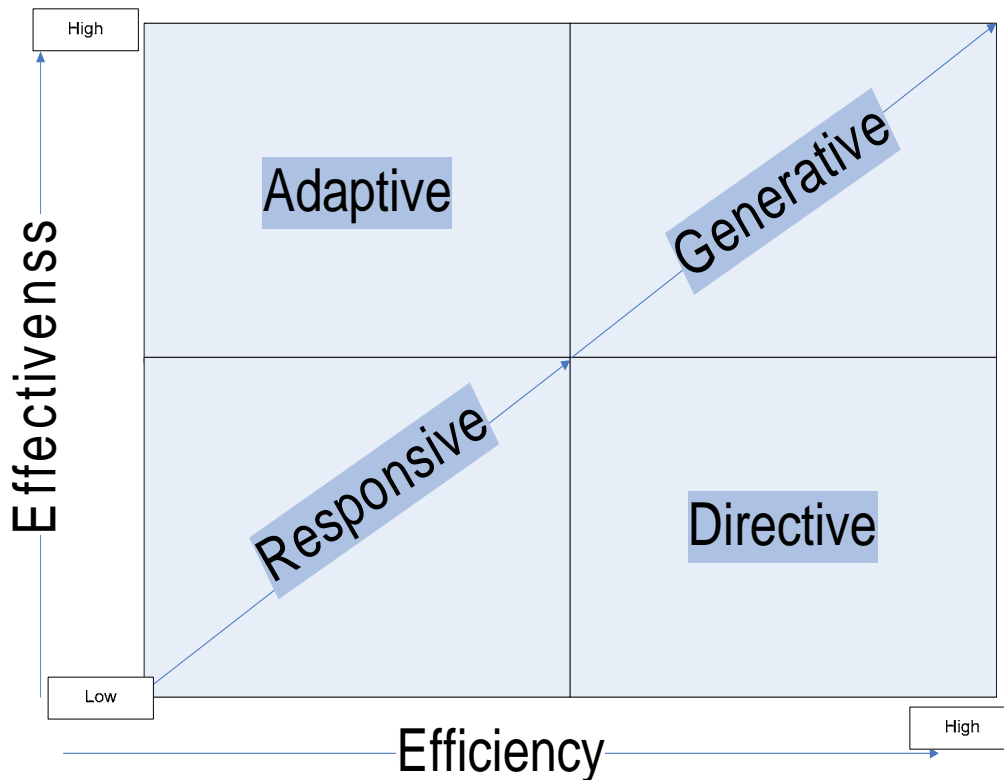 High
Adaptive
Generative
Effectivenss
Responsive
Directive
Low
High
Efficiency